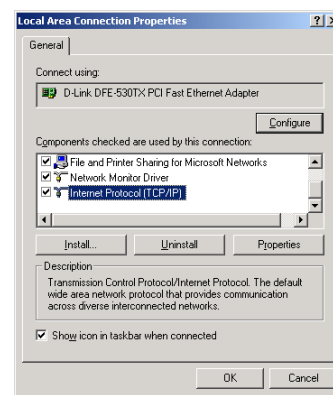 Local Area Connection Properties
General
Connect using:
D-Link DFE-530TX PCI Fast Ethernet Adapter
Configure
Components checked are used by this connection:
File and Printer Sharing for Microsoft Networks
Network Monitor Driver
Internet Protocol (TCP/IP)
Install... Uninstall Properties
Description
Transmission Control Protocol/Internet Protocol. The default
wide area network protocol that provides communication
across diverse interconnected networks.
Show icon in taskbar when connected
OK Cancel